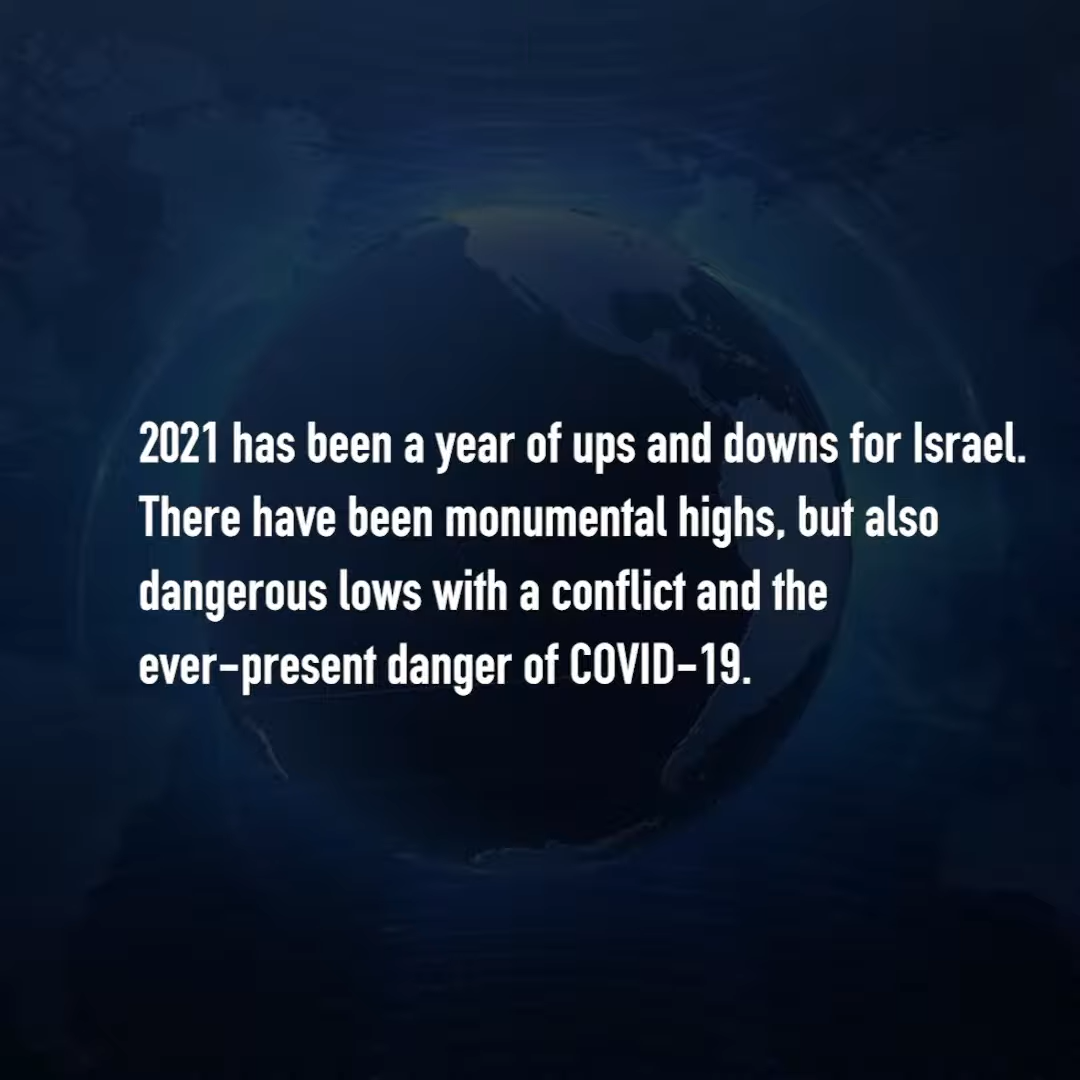 2021 has been a year of ups and downs for Israel.
There have been monumental highs, but also
dangerous lows with a conflict and the
ever-present danger of COVID-19.